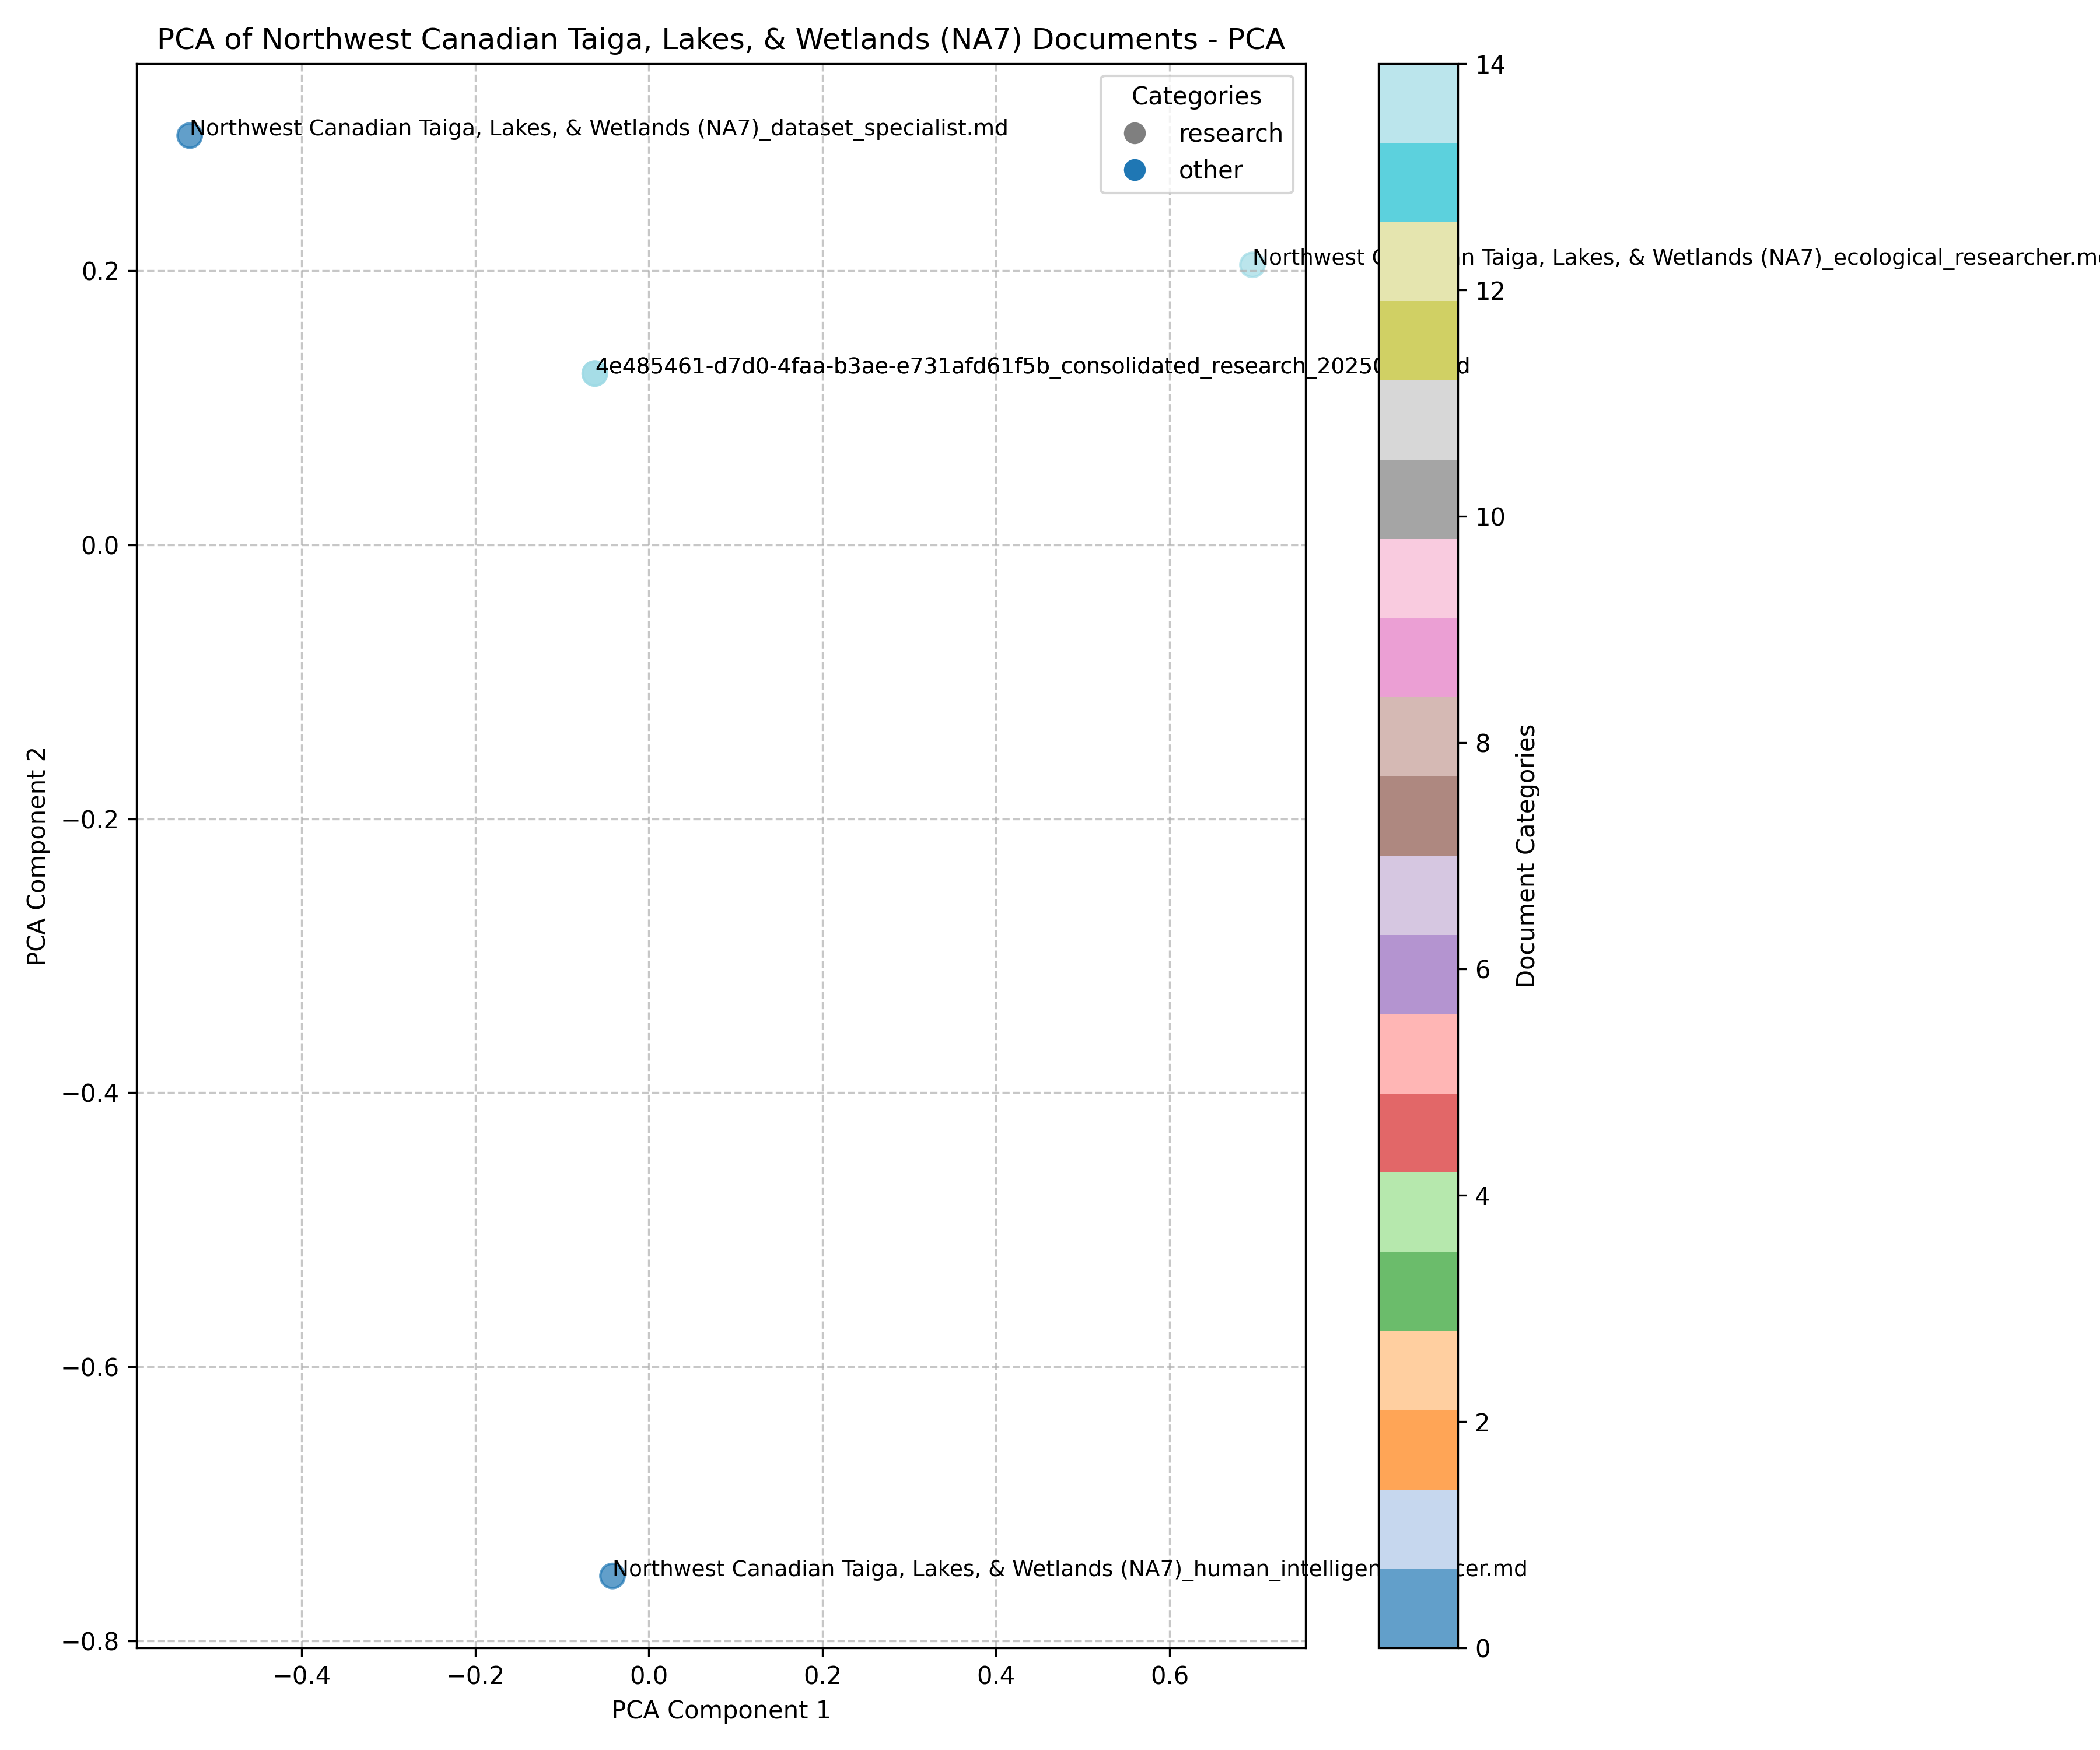 PCA of Northwest Canadian Taiga, Lakes, & Wetlands (NA7) Documents - PCA
Categories
research
other
Northwest Canadian Taiga, Lakes, & Wetlands (NA7)_dataset_specialist.md
Northwest C n Taiga, Lakes, & Wetlands (NA7)_ecological_researcher.m
4e485461-d7d0-4faa-b3ae-e731afd61f5b_consolidated_research_2025 d
Northwest Canadian Taiga, Lakes, & Wetlands (NA7)_human_intelligen cer.md
0.2
0.0
−0.2
−0.4
−0.6
−0.8
PCA Component 2
−0.4
−0.2
0.0
0.2
0.4
0.6
PCA Component 1
14
12
10
8
6
4
2
0
Document Categories